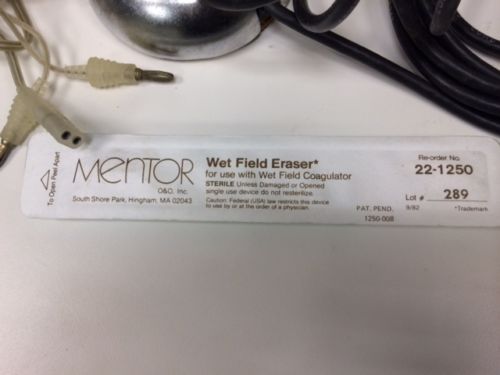 To Open Peel Apart
MENTOR
O&O, Inc.
South Shore Park, Hingham, MA 02043
Wet Field Eraser*
for use with Wet Field Coagulator
STERILE Unless Damaged or Opened
single use device do not resterilize.
Caution: Federal (USA) law restricts this device
to use by or at the order of a physician.
PAT. PEND.
1250-008
Re-order No.
22-1250
Lot # 289
9/82 *Trademark